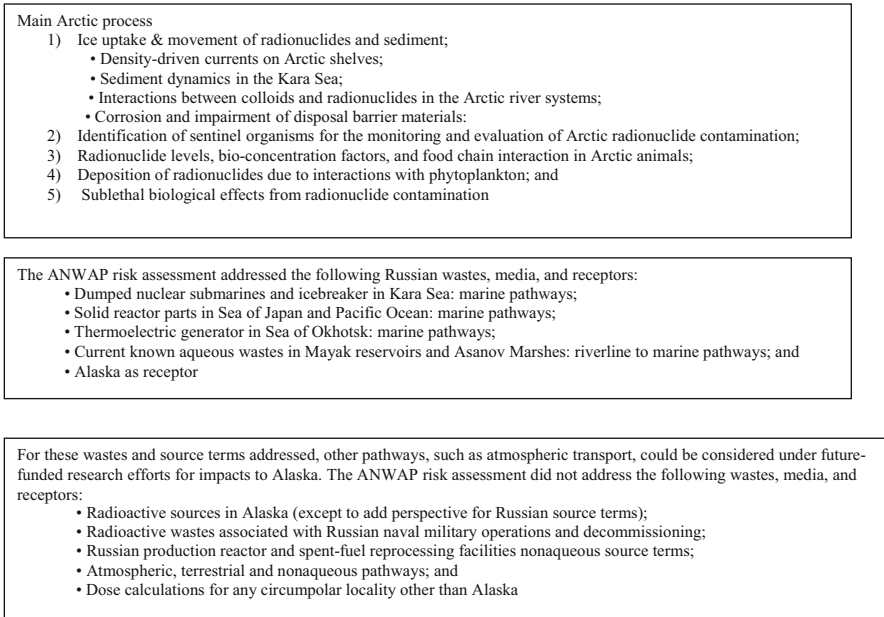 Main Arctic process
1) Ice uptake & movement of radionuclides and sediment;
• Density-driven currents on Arctic shelves;
• Sediment dynamics in the Kara Sea;
• Interactions between colloids and radionuclides in the Arctic river systems;
• Corrosion and impairment of disposal barrier materials:
2) Identification of sentinel organisms for the monitoring and evaluation of Arctic radionuclide contamination;
3) Radionuclide levels, bio-concentration factors, and food chain interaction in Arctic animals;
4) Deposition of radionuclides due to interactions with phytoplankton; and
5) Sublethal biological effects from radionuclide contamination
The ANWAP risk assessment addressed the following Russian wastes, media, and receptors:
• Dumped nuclear submarines and icebreaker in Kara Sea: marine pathways;
• Solid reactor parts in Sea of Japan and Pacific Ocean: marine pathways;
• Thermoelectric generator in Sea of Okhotsk: marine pathways;
• Current known aqueous wastes in Mayak reservoirs and Asanov Marshes: riverline to marine pathways; and
• Alaska as receptor
For these wastes and source terms addressed, other pathways, such as atmospheric transport, could be considered under future-
funded research efforts for impacts to Alaska. The ANWAP risk assessment did not address the following wastes, media, and
receptors:
• Radioactive sources in Alaska (except to add perspective for Russian source terms);
• Radioactive wastes associated with Russian naval military operations and decommissioning;
• Russian production reactor and spent-fuel reprocessing facilities nonaqueous source terms;
• Atmospheric, terrestrial and nonaqueous pathways; and
• Dose calculations for any circumpolar locality other than Alaska